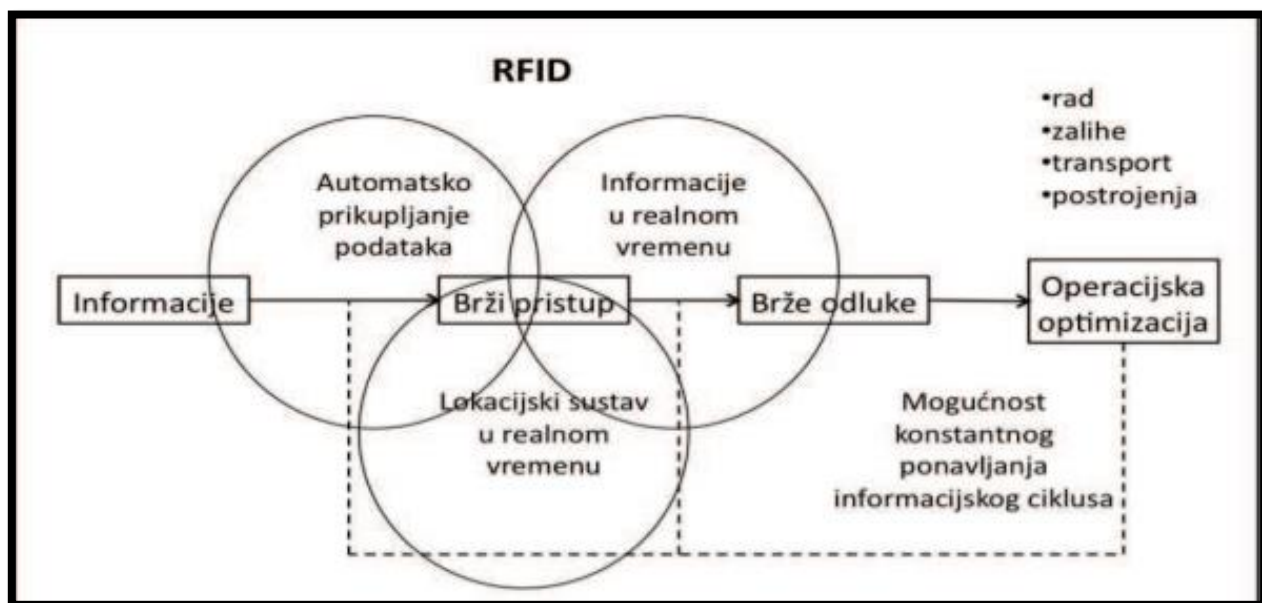 RFID
•rad
•zalihe
•transport
•postrojenja
Automatsko
prikupljanje
podataka
Informacije
u realnom
vremenu
Informacije
Brži pristup
Brže odluke
Operacijska
optimizacija
Lokacijski sustav
u realnom
vremenu
Mogućnost
konstantnog
ponavljanja
informacijskog ciklusa